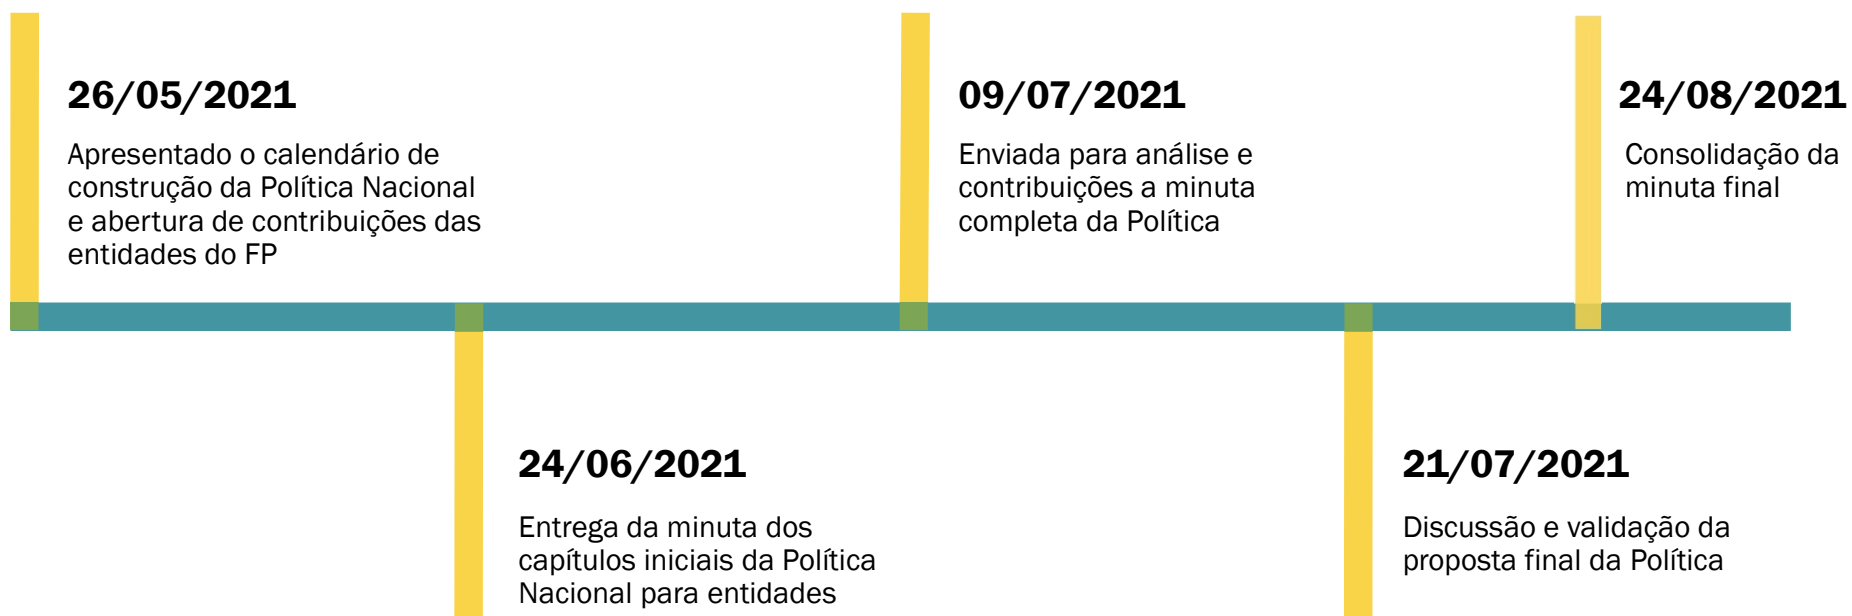 26/05/2021
Apresentado o calendário de
construção da Política Nacional
e abertura de contribuições das
entidades do FP
24/06/2021
Entrega da minuta dos
capítulos iniciais da Política
Nacional para entidades
09/07/2021
Enviada para análise e
contribuições a minuta
completa da Política
21/07/2021
Discussão e validação da
proposta final da Política
24/08/2021
Consolidação da
minuta final